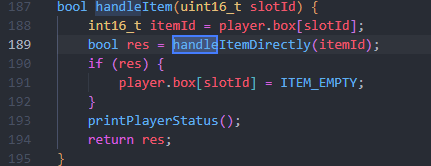 187 bool handleItem(uint16_t slotId) {
188 int16_t itemId = player.box[slotId];
189 bool res = handleItemDirectly(itemId);
190 if (res) {
191 player.box[slotId] = ITEM_EMPTY;
192 }
193 printPlayerStatus();
194 return res;
195 }